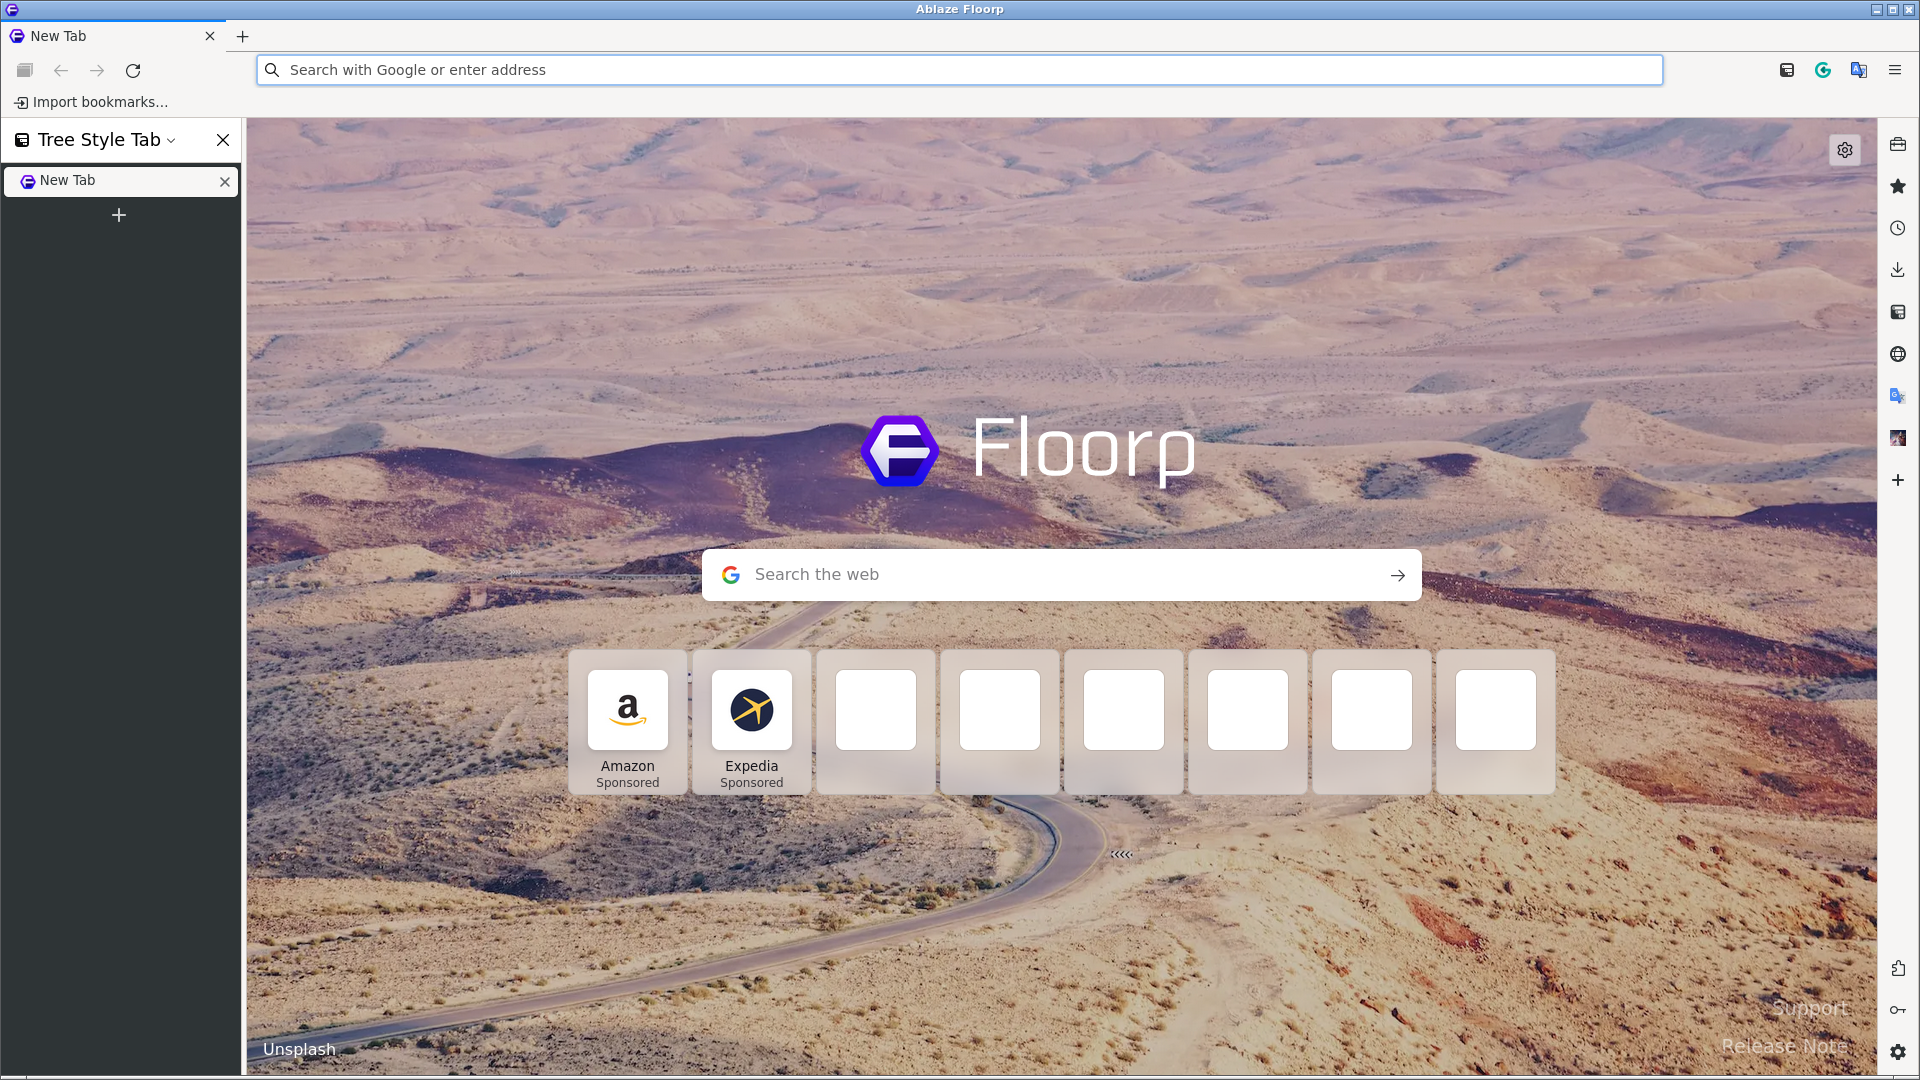 Ablaze Floorp
New Tab
Search with Google or enter address
Import bookmarks...
Tree Style Tab
New Tab
Floorp
Search the web
Amazon
Sponsored
Expedia
Sponsored
Support
Unsplash
Release Note